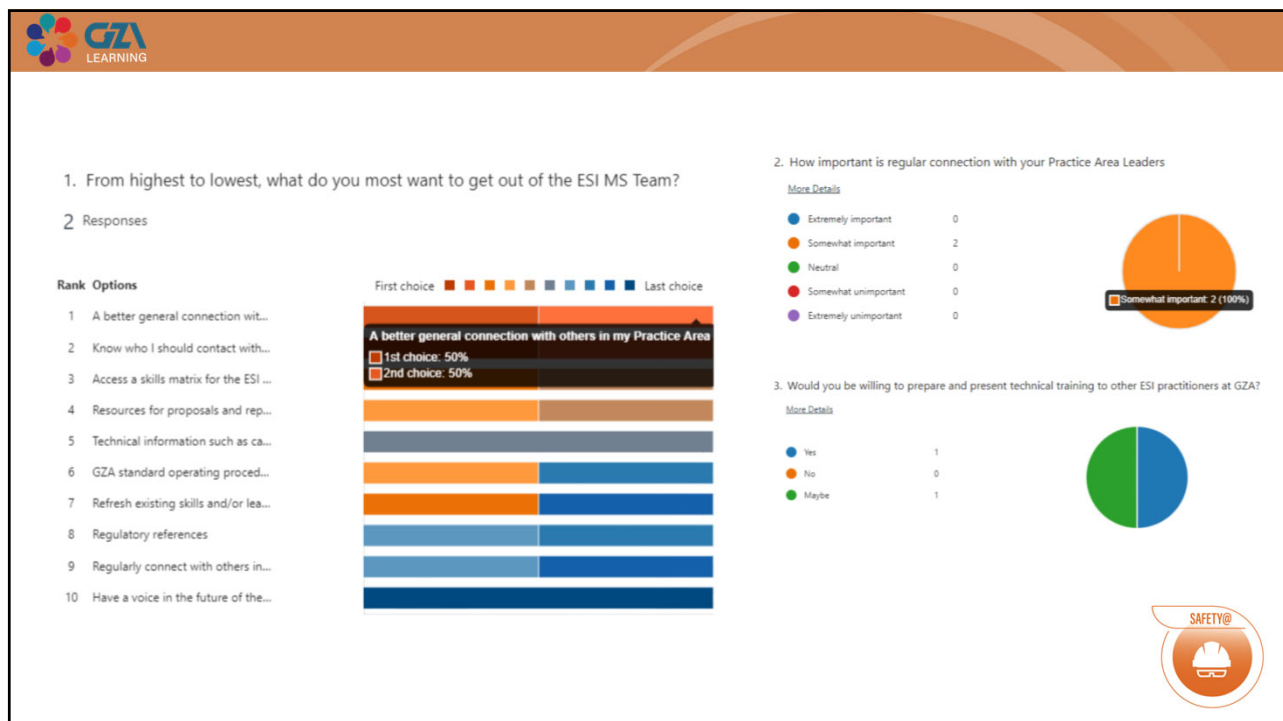 GZA
LEARNING
1. From highest to lowest, what do you most want to get out of the ESI MS Team?
2 Responses
Rank Options
First choice Last choice
1 A better general connection wit...
2 Know who I should contact with...
3 Access a skills matrix for the ESI ...
4 Resources for proposals and rep...
5 Technical information such as ca...
6 GZA standard operating proced...
7 Refresh existing skills and/or lea...
8 Regulatory references
9 Regularly connect with others in...
10 Have a voice in the future of the...
A better general connection with others in my Practice Area
1st choice: 50%
2nd choice: 50%
2. How important is regular connection with your Practice Area Leaders
More Details
Extremely important 0
Somewhat important 2
Neutral 0
Somewhat unimportant 0
Extremely unimportant 0
Somewhat important: 2 (100%)
3. Would you be willing to prepare and present technical training to other ESI practitioners at GZA?
More Details
Yes 1
No 0
Maybe 1
SAFETY@